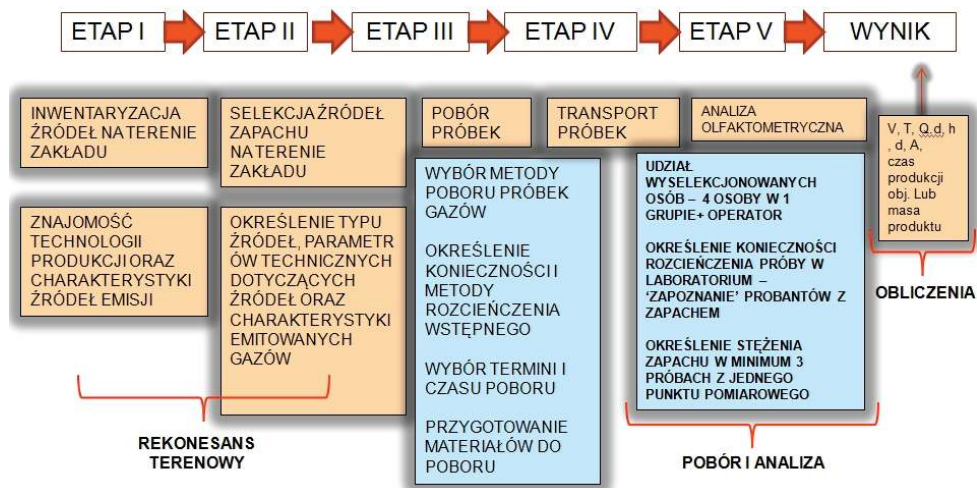 ETAP I
ETAP II
ETAP III
ETAP IV
ETAP V
WYNIK
INWENTARYZACJA
ŹRÓDEŁ NA TERENIE
ZAKŁADU
ZNAJOMOŚĆ
TECHNOLOGII
PRODUKCJI ORAZ
CHARAKTERYSTYKI
ŹRÓDEŁ EMISJI
SELEKCJA ŹRÓDEŁ
ZAPACHU
NA TERENIE
ZAKŁADU
OKREŚLENIE TYPU
ŹRÓDEŁ, PARAMETR
ÓW TECHNICZNYCH
DOTYCZĄCYCH
ŹRÓDEŁ ORAZ
CHARAKTERYSTYKI
EMITOWANYCH
GAZÓW
REKONESANS
TERENOWY
POBÓR
PRÓBEK
WYBÓR METODY
POBORU PRÓBEK
GAZÓW
OKREŚLENIE
KONIECZNOŚCI I
METODY
ROZCIEŃCZENIA
WSTĘPNEGO
WYBÓR TERMINI I
CZASU POBORU
PRZYGOTOWANIE
MATERIAŁÓW DO
POBORU
TRANSPORT
PRÓBEK
ANALIZA
OLFAKTOMETRYCZNA
UDZIAŁ
WYSELEKCJONOWANYCH
OSÓB – 4 OSOBY W 1
GRUPIE+ OPERATOR
OKREŚLENIE KONIECZNOŚCI
ROZCIEŃCZENIA PRÓBY W
LABORATORIUM –
‘ZAPOZNANIE’ PROBANTÓW Z
ZAPACHEM
OKREŚLENIE STĘŻENIA
ZAPACHU W MINIMUM 3
PRÓBACH Z JEDNEGO
PUNKTU POMIAROWEGO
POBÓR I ANALIZA
V, T, Q,d, h
, d, A,
czas
produkcji
obj. Lub
masa
produktu
OBLICZENIA